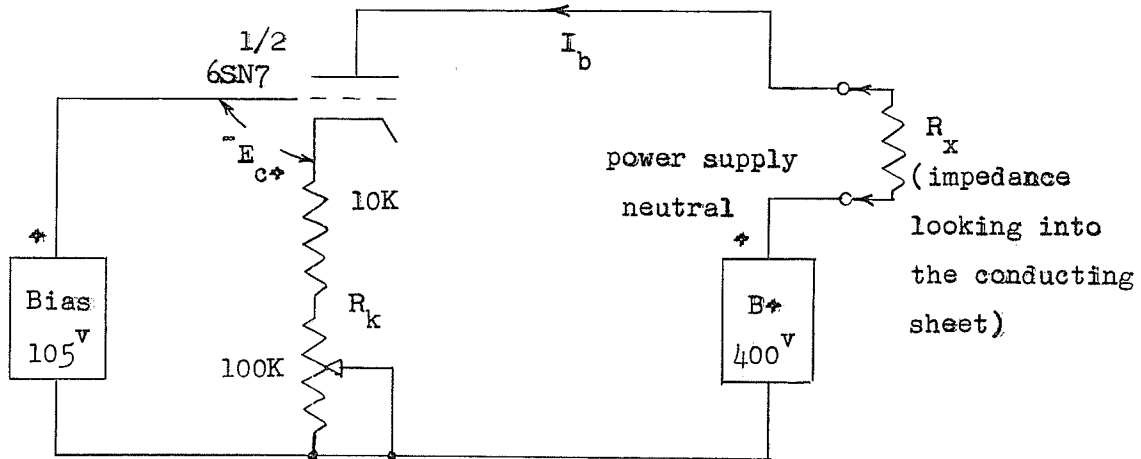 1/2
6SN7
I_b
-E_c+
10K
R_k
100K
+
Bias
105^v
power supply
neutral
+
B+
400^v
R_x
(impedance
looking into
the conducting
sheet)